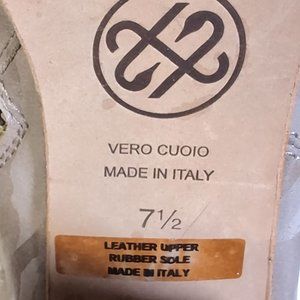 VERO CUOIO
MADE IN ITALY
7½
LEATHER UPPER
RUBBER SOLE
MADE IN ITALY